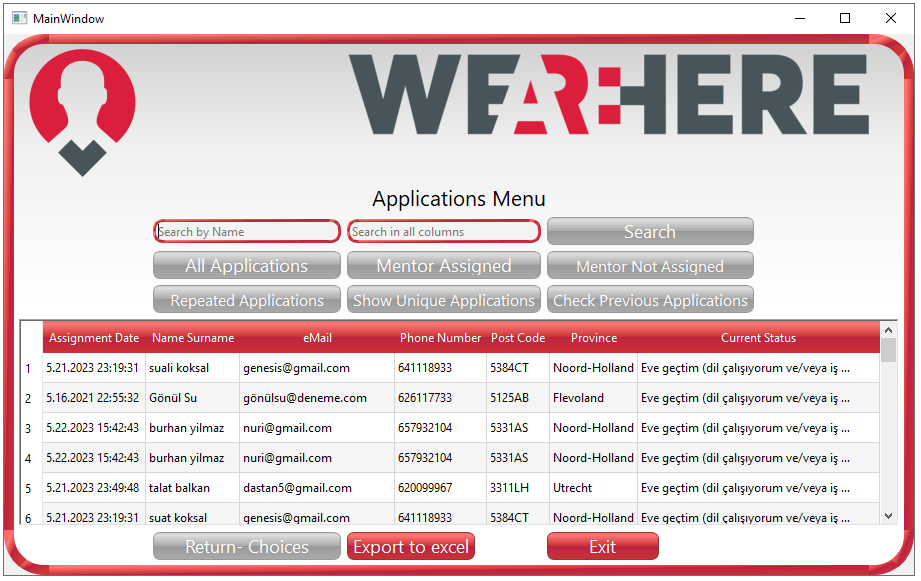 MainWindow
WEARHERE
Applications Menu
Search by Name Search in all columns Search
All Applications Mentor Assigned Mentor Not Assigned
Repeated Applications Show Unique Applications Check Previous Applications
Assignment Date Name Surname eMail Phone Number Post Code Province Current Status
1 5.21.2023 23:19:31 suali koksal genesis@gmail.com 641118933 5384CT Noord-Holland Eve geçtim (dil çalışıyorum ve/veya iş ...
2 5.16.2021 22:55:32 Gönül Su gönülsu@deneme.com 626117733 5125AB Flevoland Eve geçtim (dil çalışıyorum ve/veya iş ...
3 5.22.2023 15:42:43 burhan yilmaz nuri@gmail.com 657932104 5331AS Noord-Holland Eve geçtim (dil çalışıyorum ve/veya iş ...
4 5.22.2023 15:42:43 burhan yilmaz nuri@gmail.com 657932104 5331AS Noord-Holland Eve geçtim (dil çalışıyorum ve/veya iş ...
5 5.21.2023 23:49:48 talat balkan dastan5@gmail.com 620099967 3311LH Utrecht Eve geçtim (dil çalışıyorum ve/veya iş ...
6 5.21.2023 23:19:31 suat koksal genesis@gmail.com 641118933 5384CT Noord-Holland Eve geçtim (dil çalışıyorum ve/veya iş ...
Return- Choices Export to excel Exit